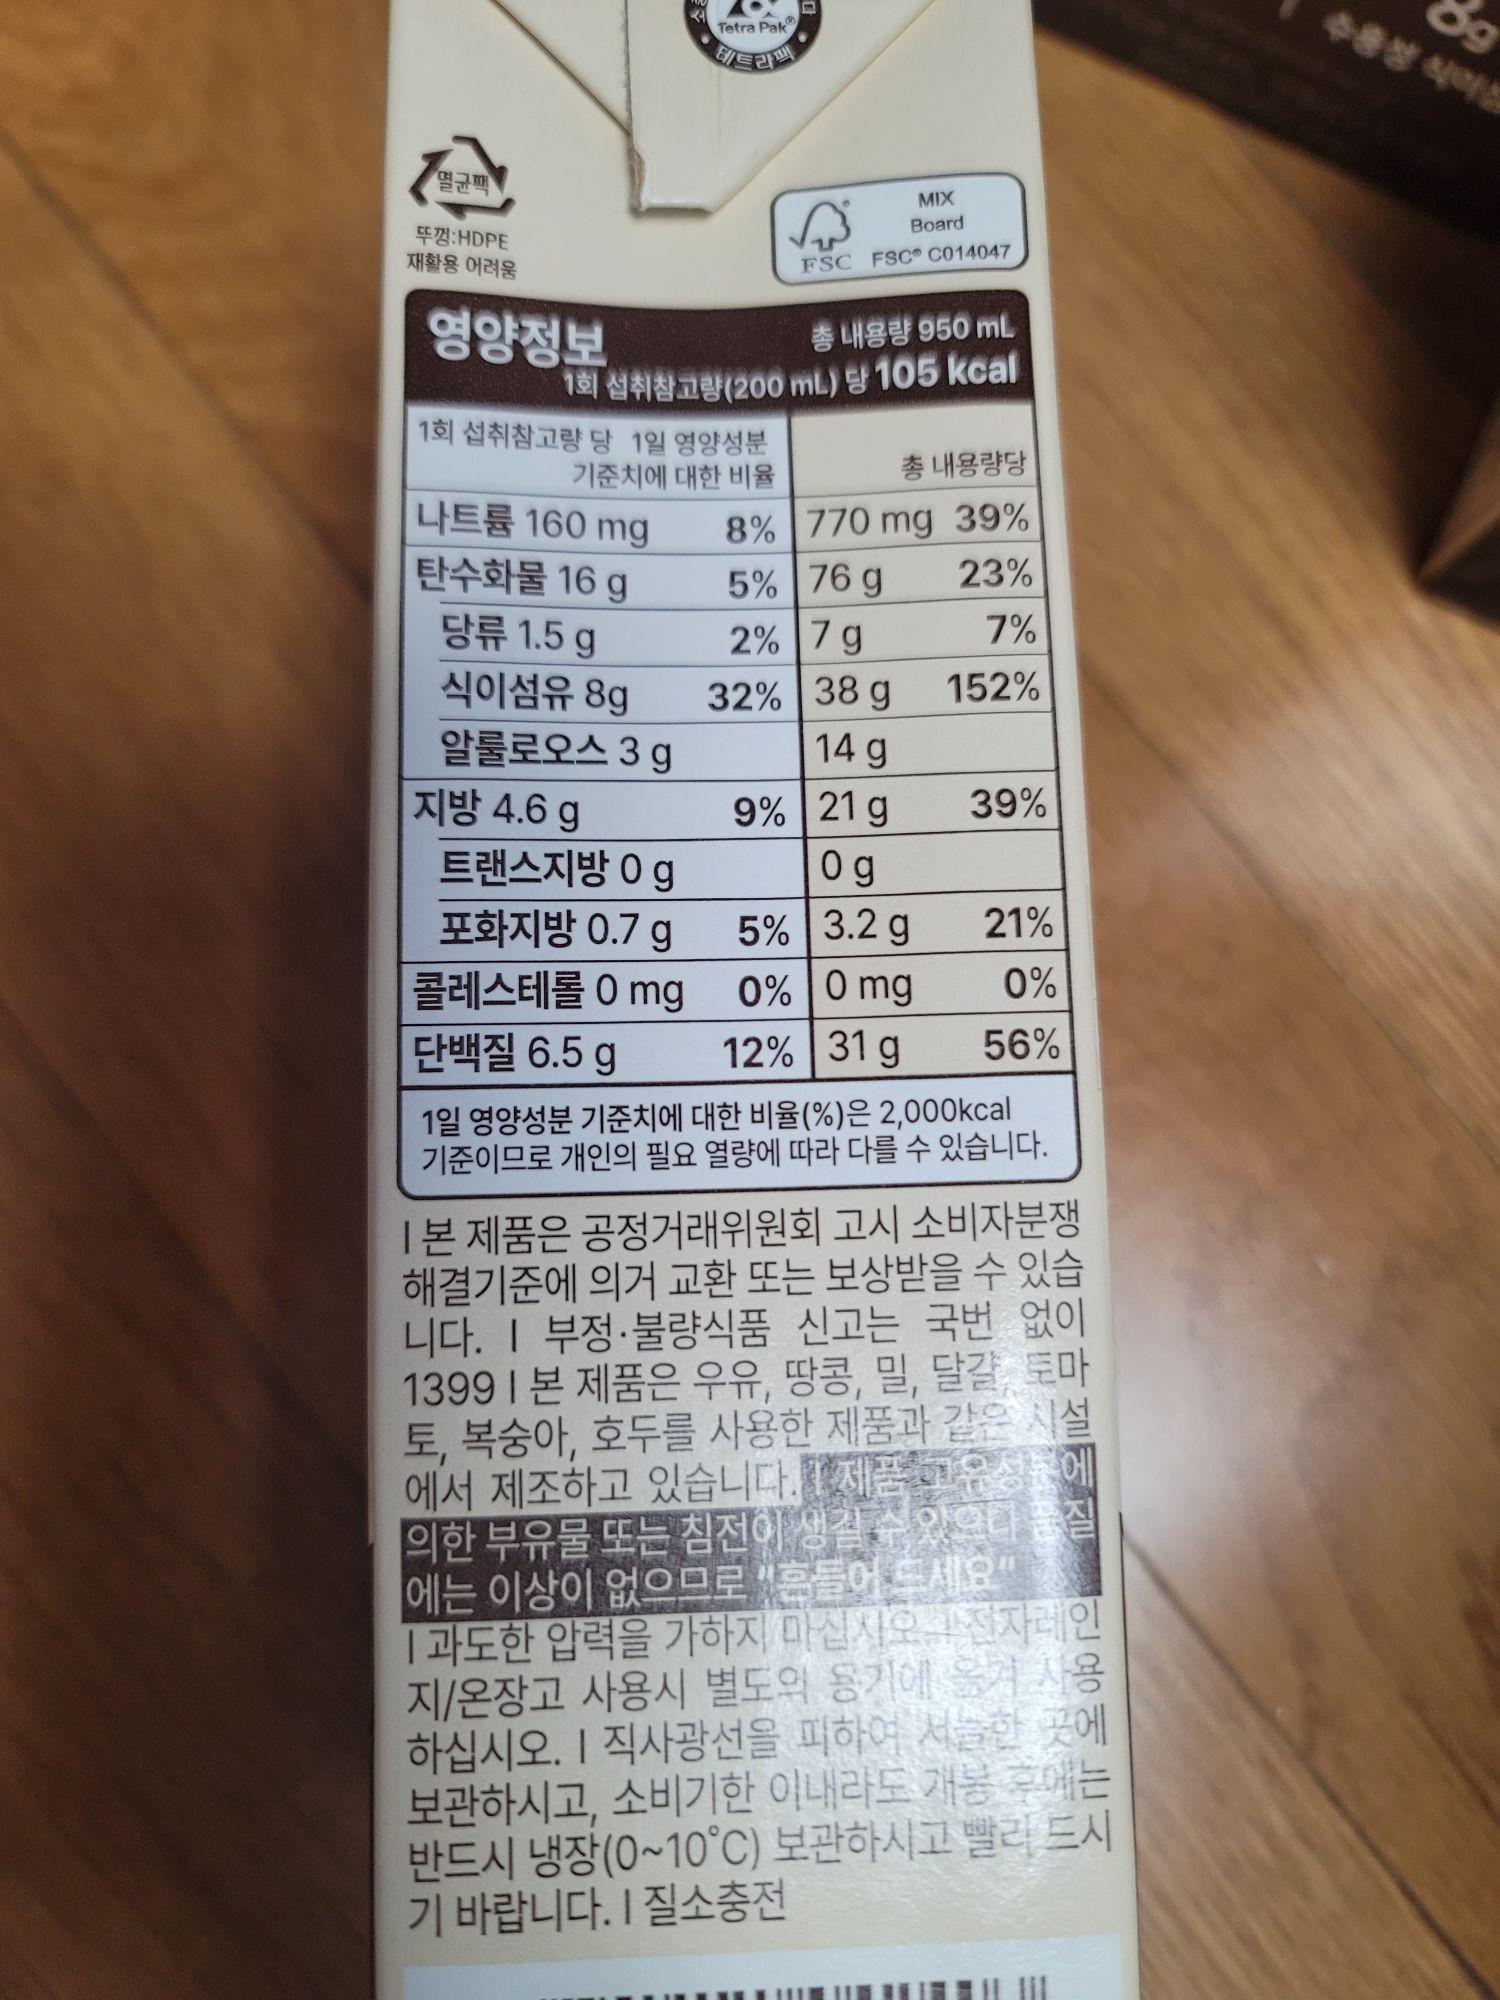 Tetra Pak®
테트라팩
멸균팩
뚜껑:HDPE
재활용 어려움
MIX
Board
FSC FSC® C014047
8g
수용성 식이섬
영양정보
총 내용량 950 mL
1회 섭취참고량(200 mL) 당 105 kcal
1회 섭취참고량 당 1일 영양성분
기준치에 대한 비율
총 내용량당
나트륨 160 mg 8% 770 mg 39%
탄수화물 16 g 5% 76 g 23%
당류 1.5 g 2% 7 g 7%
식이섬유 8g 32% 38 g 152%
알룰로오스 3 g 14 g
지방 4.6 g 9% 21 g 39%
트랜스지방 0 g 0 g
포화지방 0.7 g 5% 3.2 g 21%
콜레스테롤 0 mg 0% 0 mg 0%
단백질 6.5 g 12% 31 g 56%
1일 영양성분 기준치에 대한 비율(%)은 2,000kcal
기준이므로 개인의 필요 열량에 따라 다를 수 있습니다.
I 본 제품은 공정거래위원회 고시 소비자분쟁
해결기준에 의거 교환 또는 보상받을 수 있습
니다. I 부정·불량식품 신고는 국번 없이
1399 I 본 제품은 우유, 땅콩, 밀, 달걀, 토마
토, 복숭아, 호두를 사용한 제품과 같은 시설
에서 제조하고 있습니다. I 제품 고유성분에
의한 부유물 또는 침전이 생길 수 있으나 품질
에는 이상이 없으므로 "흔들어 드세요"
I 과도한 압력을 가하지 마십시오. I 전자레인
지/온장고 사용시 별도의 용기에 옮겨 사용
하십시오. I 직사광선을 피하여 서늘한 곳에
보관하시고, 소비기한 이내라도 개봉 후에는
반드시 냉장(0~10℃) 보관하시고 빨리 드시
기 바랍니다. I 질소충전